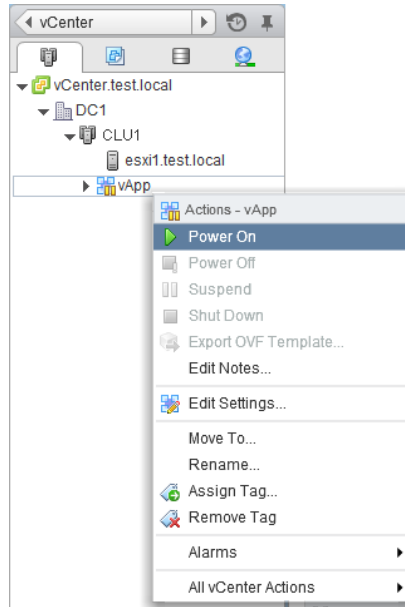 vCenter
vCenter.test.local
DC1
CLU1
esxi1.test.local
vApp
Actions - vApp
Power On
Power Off
Suspend
Shut Down
Export OVF Template...
Edit Notes...
Edit Settings...
Move To...
Rename...
Assign Tag...
Remove Tag
Alarms
All vCenter Actions